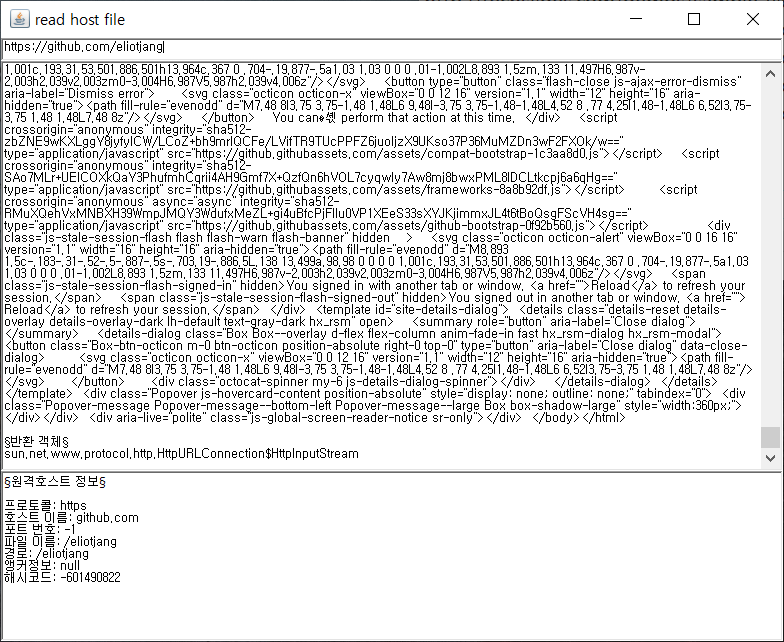 read host file
https://github.com/eliotjang
1,001c,193,31,53,501,886,501h13,964c,367 0 ,704-,19,877-,5a1,03 1,03 0 0 0 ,01-1,002L8,893 1,5zm,133 11,497H6,987v-
2,003h2,039v2,003zm0-3,004H6,987V5,987h2,039v4,006z"/></svg>   <button type="button" class="flash-close js-ajax-error-dismiss"
aria-label="Dismiss error">      <svg class="octicon octicon-x" viewBox="0 0 12 16" version="1.1" width="12" height="16" aria-
hidden="true"><path fill-rule="evenodd" d="M7,48 8l3,75 3,75-1,48 1,48L6 9,48l-3,75 3,75-1,48-1,48L4,52 8 ,77 4,25l1,48-1,48L6 6,52l3,75-
3,75 1,48 1,48L7,48 8z"/></svg>   </button>   You can perform that action at this time.  </div>   <script
crossorigin="anonymous" integrity="sha512-
type="application/javascript" src="https://github.githubassets.com/assets/compat-bootstrap-1c3aa8d0.js"></script>   <script
crossorigin="anonymous" integrity="sha512-
type="application/javascript" src="https://github.githubassets.com/assets/frameworks-8a8b92df.js"></script>      <script
crossorigin="anonymous" async="async" integrity="sha512-
type="application/javascript" src="https://github.githubassets.com/assets/github-bootstrap-0f92b560.js"></script>         <div
class="js-stale-session-flash flash flash-warn flash-banner" hidden   >   <svg class="octicon octicon-alert" viewBox="0 0 16 16"
version="1.1" width="16" height="16" aria-hidden="true"><path fill-rule="evenodd" d="M8,893
1,5c-,183-,31-,52-,5-,887-,5s-,703,19-,886,5L,138 13,499a,98,98 0 0 0 0 1,001c,193,31,53,501,886,501h13,964c,367 0 ,704-,19,877-,5a1,03
1,03 0 0 0 ,01-1,002L8,893 1,5zm,133 11,497H6,987v-2,003h2,039v2,003zm0-3,004H6,987V5,987h2,039v4,006z"/></svg>   <span
class="js-stale-session-flash-signed-in" hidden>You signed in with another tab or window. <a href="">Reload</a> to refresh your
session.</span>   <span class="js-stale-session-flash-signed-out" hidden>You signed out in another tab or window. <a href="">
Reload</a> to refresh your session.</span>  </div>  <template id="site-details-dialog">  <details class="details-reset details-
overlay details-overlay-dark lh-default text-gray-dark hx_rsm" open>   <summary role="button" aria-label="Close dialog">
</summary>   <details-dialog class="Box Box--overlay d-flex flex-column anim-fade-in fast hx_rsm-dialog hx_rsm-modal">
<button class="Box-btn-octicon m-0 btn-octicon position-absolute right-0 top-0" type="button" aria-label="Close dialog" data-close-
dialog>      <svg class="octicon octicon-x" viewBox="0 0 12 16" version="1.1" width="12" height="16" aria-hidden="true"><path fill-
rule="evenodd" d="M7,48 8l3,75 3,75-1,48 1,48L6 9,48l-3,75 3,75-1,48-1,48L4,52 8 ,77 4,25l1,48-1,48L6 6,52l3,75-3,75 1,48 1,48L7,48 8z"/>
</svg>    </button>    <div class="octocat-spinner my-6 js-details-dialog-spinner"></div>   </details-dialog>  </details>
</template>  <div class="Popover js-hovercard-content position-absolute" style="display: none; outline: none;" tabindex="0">  <div
class="Popover-message Popover-message--bottom-left Popover-message--large Box box-shadow-large" style="width:360px;">
</div></div>  <div aria-live="polite" class="js-global-screen-reader-notice sr-only"></div>  </body></html>
§반환 객체§
sun.net.www.protocol.http.HttpURLConnection$HttpInputStream
§원격호스트 정보§
프로토콜: https
호스트 이름: github.com
포트 번호: -1
파일 이름: /eliotjang
경로: /eliotjang
앵커정보: null
해시코드: -601490822